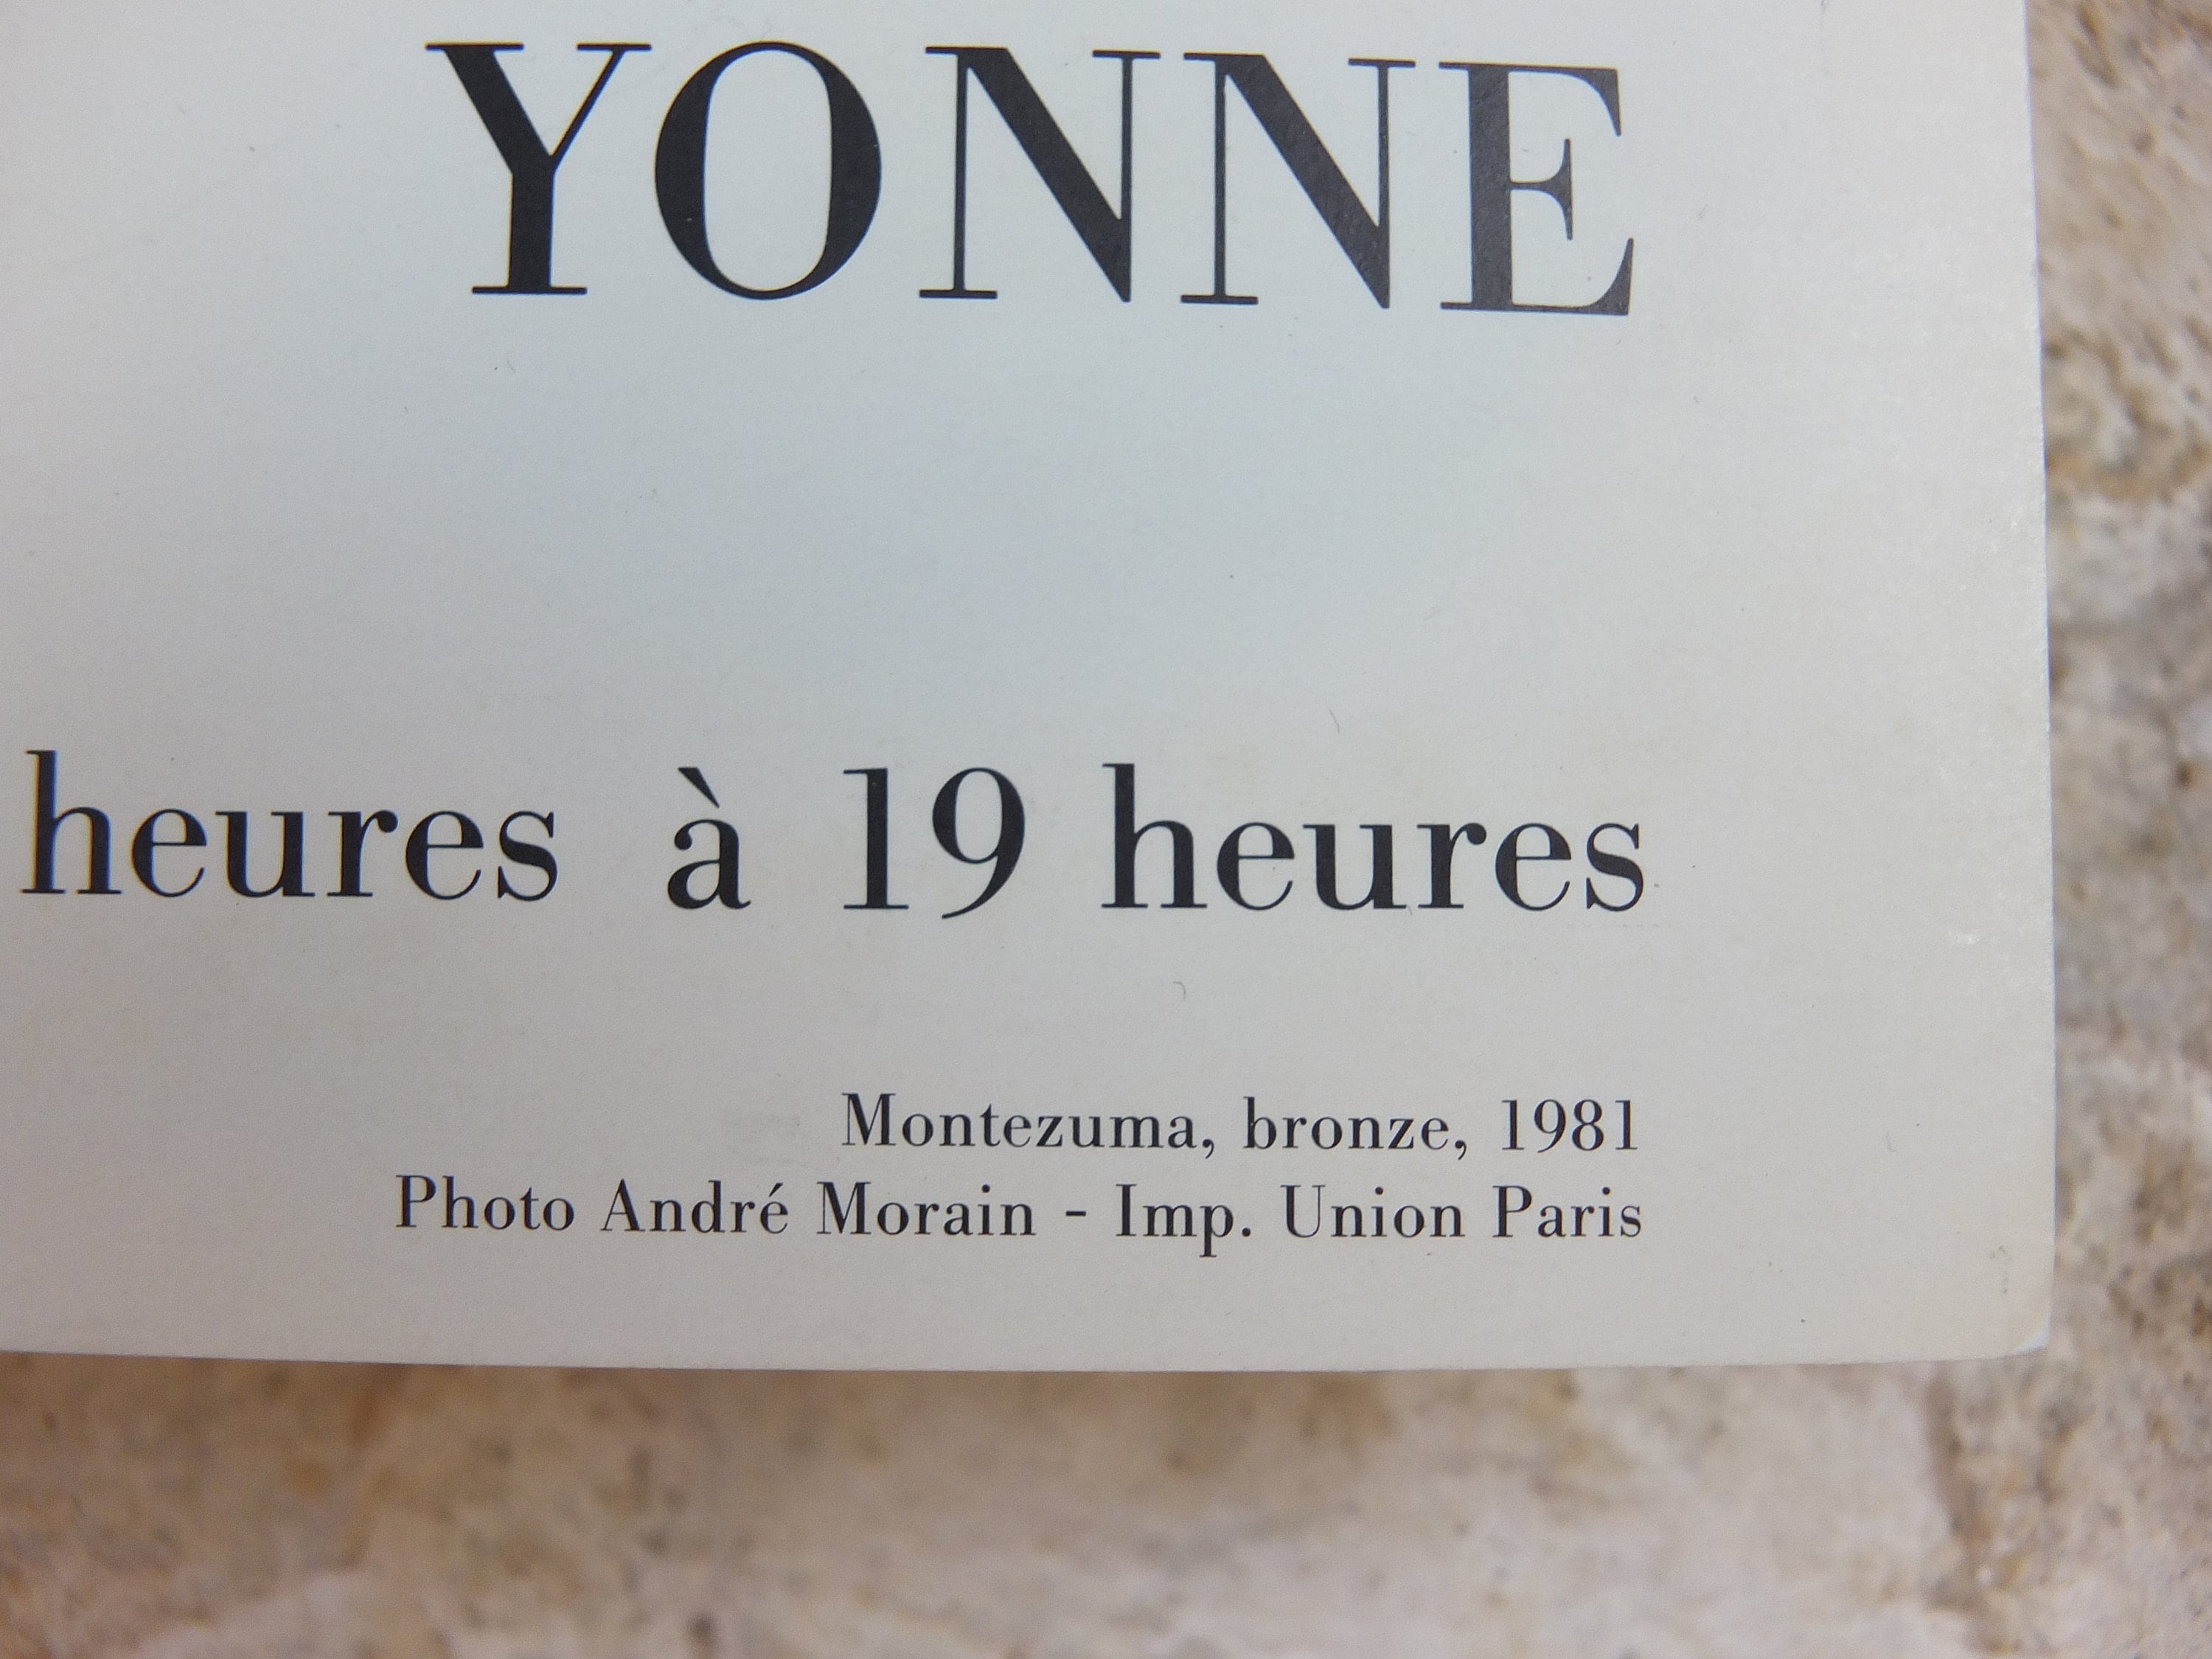 YONNE
heures à 19 heures
Montezuma, bronze, 1981
Photo André Morain - Imp. Union Paris